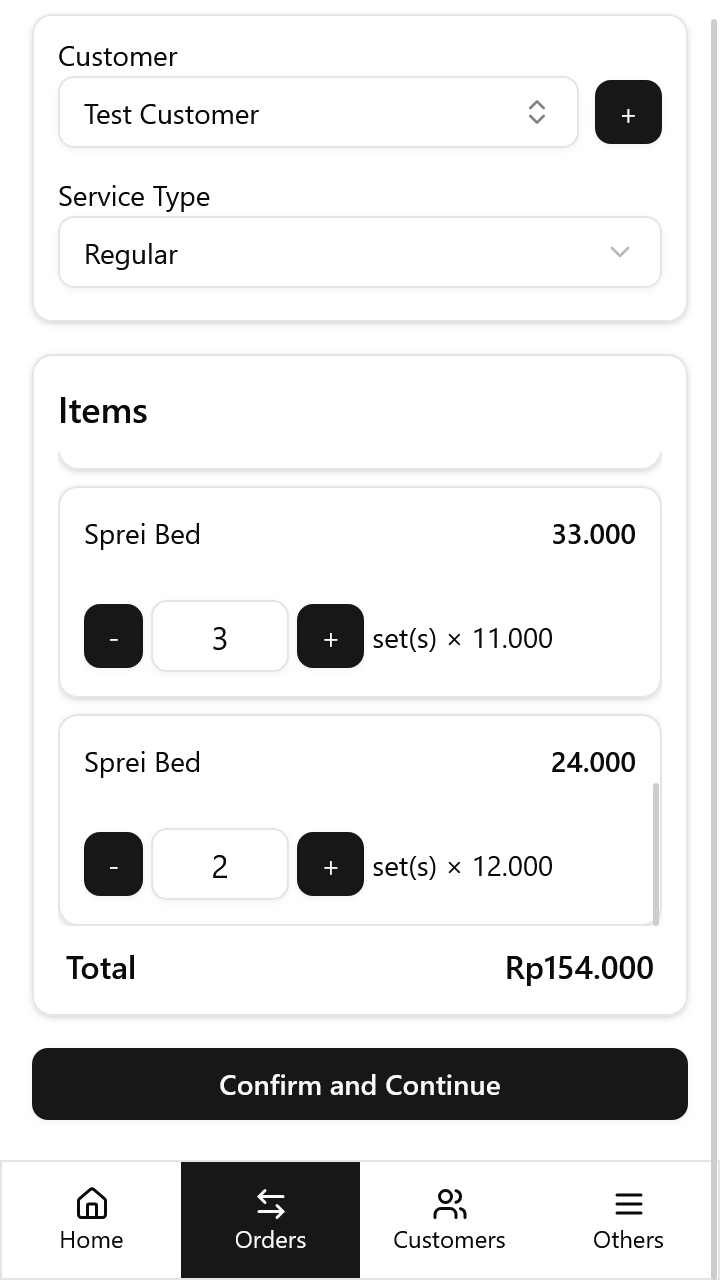 Customer
Test Customer
+
Service Type
Regular
Items
Sprei Bed 33.000
- 3 + set(s) × 11.000
Sprei Bed 24.000
- 2 + set(s) × 12.000
Total Rp154.000
Confirm and Continue
Home Orders Customers Others